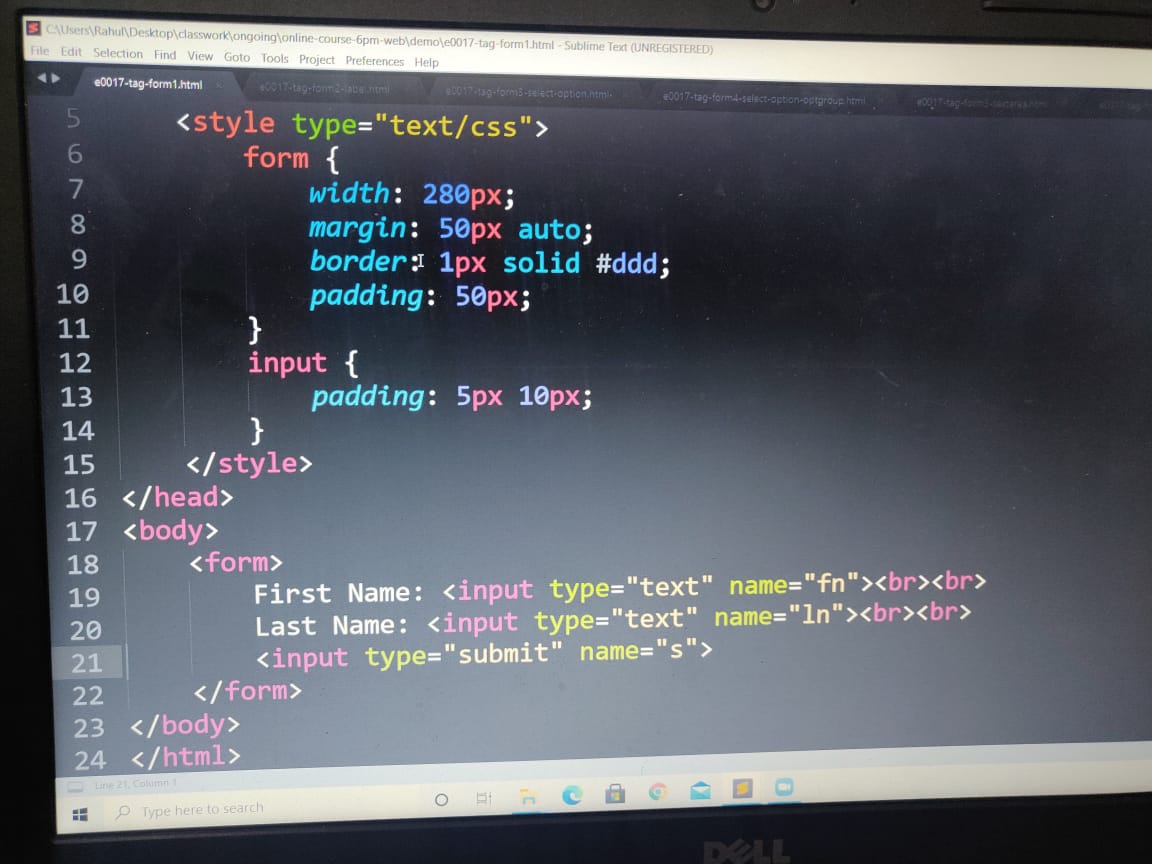 C:\Users\Rahul\Desktop\classwork\ongoing\online-course-6pm-web\demo\e0017-tag-form1.html - Sublime Text (UNREGISTERED)
File Edit Selection Find View Goto Tools Project Preferences Help
e0017-tag-form1.html e0017-tag-form2-label.html e0017-tag-form3-select-option.html e0017-tag-form4-select-option-optgroup.html e0017-tag-form5-textarea.html
5 <style type="text/css">
6 form {
7 width: 280px;
8 margin: 50px auto;
9 border: 1px solid #ddd;
10 padding: 50px;
11 }
12 input {
13 padding: 5px 10px;
14 }
15 </style>
16 </head>
17 <body>
18 <form>
19 First Name: <input type="text" name="fn"><br><br>
20 Last Name: <input type="text" name="ln"><br><br>
21 <input type="submit" name="s">
22 </form>
23 </body>
24 </html>
Line 21, Column 1
Type here to search
DELL